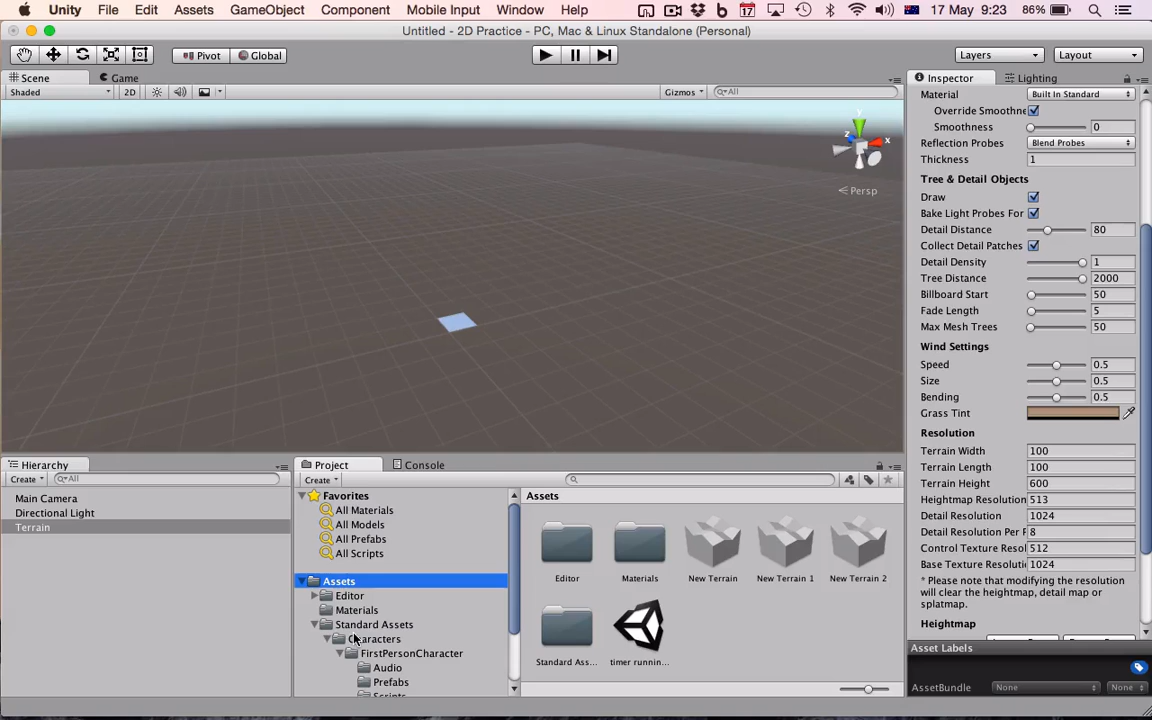 Unity File Edit Assets GameObject Component Mobile Input Window Help 17 May 9:23 86%
Untitled - 2D Practice - PC, Mac & Linux Standalone (Personal)
Pivot Global Layers Layout
Scene Game Inspector Lighting
Shaded 2D Gizmos All
Material Built In Standard
Override Smoothne
Smoothness 0
Reflection Probes Blend Probes
Thickness 1
Tree & Detail Objects
Draw
Bake Light Probes For
Detail Distance 80
Collect Detail Patches
Detail Density 1
Tree Distance 2000
Billboard Start 50
Fade Length 5
Max Mesh Trees 50
Wind Settings
Speed 0.5
Size 0.5
Bending 0.5
Grass Tint
Resolution
Terrain Width 100
Terrain Length 100
Terrain Height 600
Heightmap Resolution 513
Detail Resolution 1024
Detail Resolution Per P 8
Control Texture Resol 512
Base Texture Resoluti 1024
* Please note that modifying the resolution
will clear the heightmap, detail map or
splatmap.
Heightmap
Asset Labels
AssetBundle None None
y
z x
Persp
Hierarchy
Create All
Main Camera
Directional Light
Terrain
Project Console
Create
Favorites
All Materials
All Models
All Prefabs
All Scripts
Assets
Editor
Materials
Standard Assets
Characters
FirstPersonCharacter
Audio
Prefabs
Scripts
Assets
Editor Materials New Terrain New Terrain 1 New Terrain 2
Standard Ass... timer runnin...